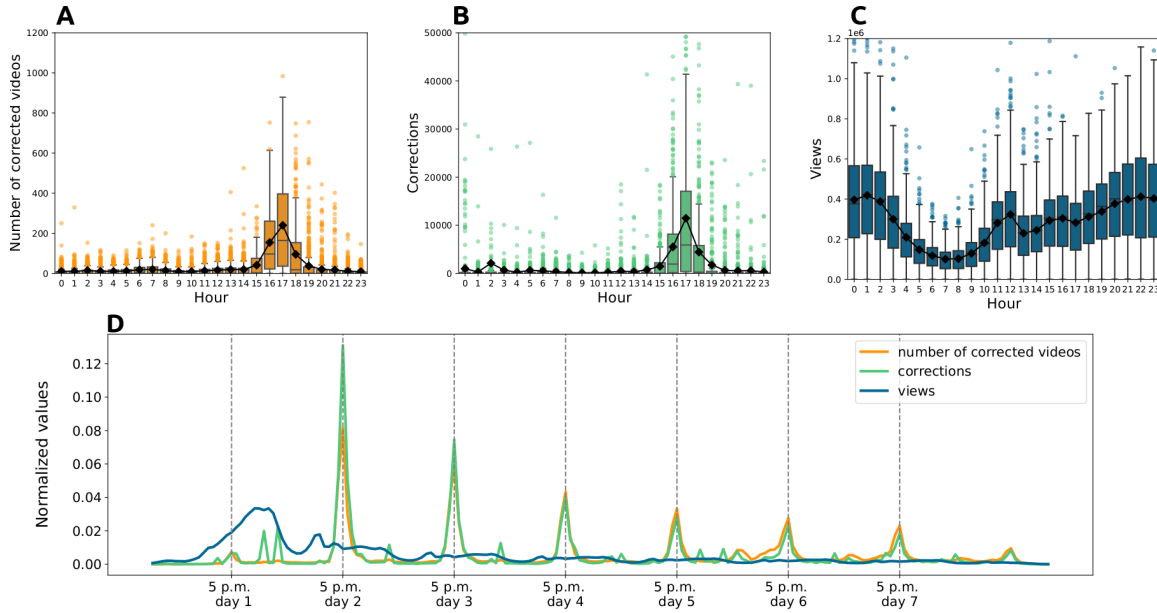 A
B
C
1200
1000
800
600
400
200
0
Number of corrected videos
0 1 2 3 4 5 6 7 8 9 10 11 12 13 14 15 16 17 18 19 20 21 22 23
Hour
50000
40000
30000
20000
10000
0
Corrections
0 1 2 3 4 5 6 7 8 9 10 11 12 13 14 15 16 17 18 19 20 21 22 23
Hour
1e6
1.2
1.0
0.8
0.6
0.4
0.2
0.0
Views
0 1 2 3 4 5 6 7 8 9 10 11 12 13 14 15 16 17 18 19 20 21 22 23
Hour
D
0.12
0.10
0.08
0.06
0.04
0.02
0.00
Normalized values
number of corrected videos
corrections
views
5 p.m.
day 1
5 p.m.
day 2
5 p.m.
day 3
5 p.m.
day 4
5 p.m.
day 5
5 p.m.
day 6
5 p.m.
day 7